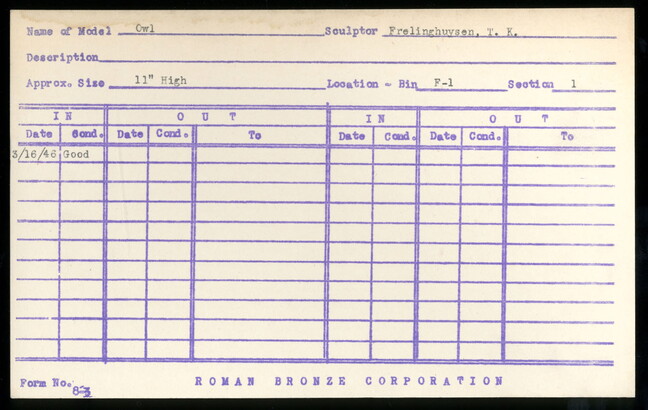 Name of Model Owl Sculptor Frelinghuysen, T. K.
Description
Approx. Size 11" High Location - Bin F-1 Section 1
IN OUT IN OUT
Date Cond. Date Cond. To Date Cond. Date Cond. To
3/16/46 Good
Form No. 8-3 ROMAN BRONZE CORPORATION